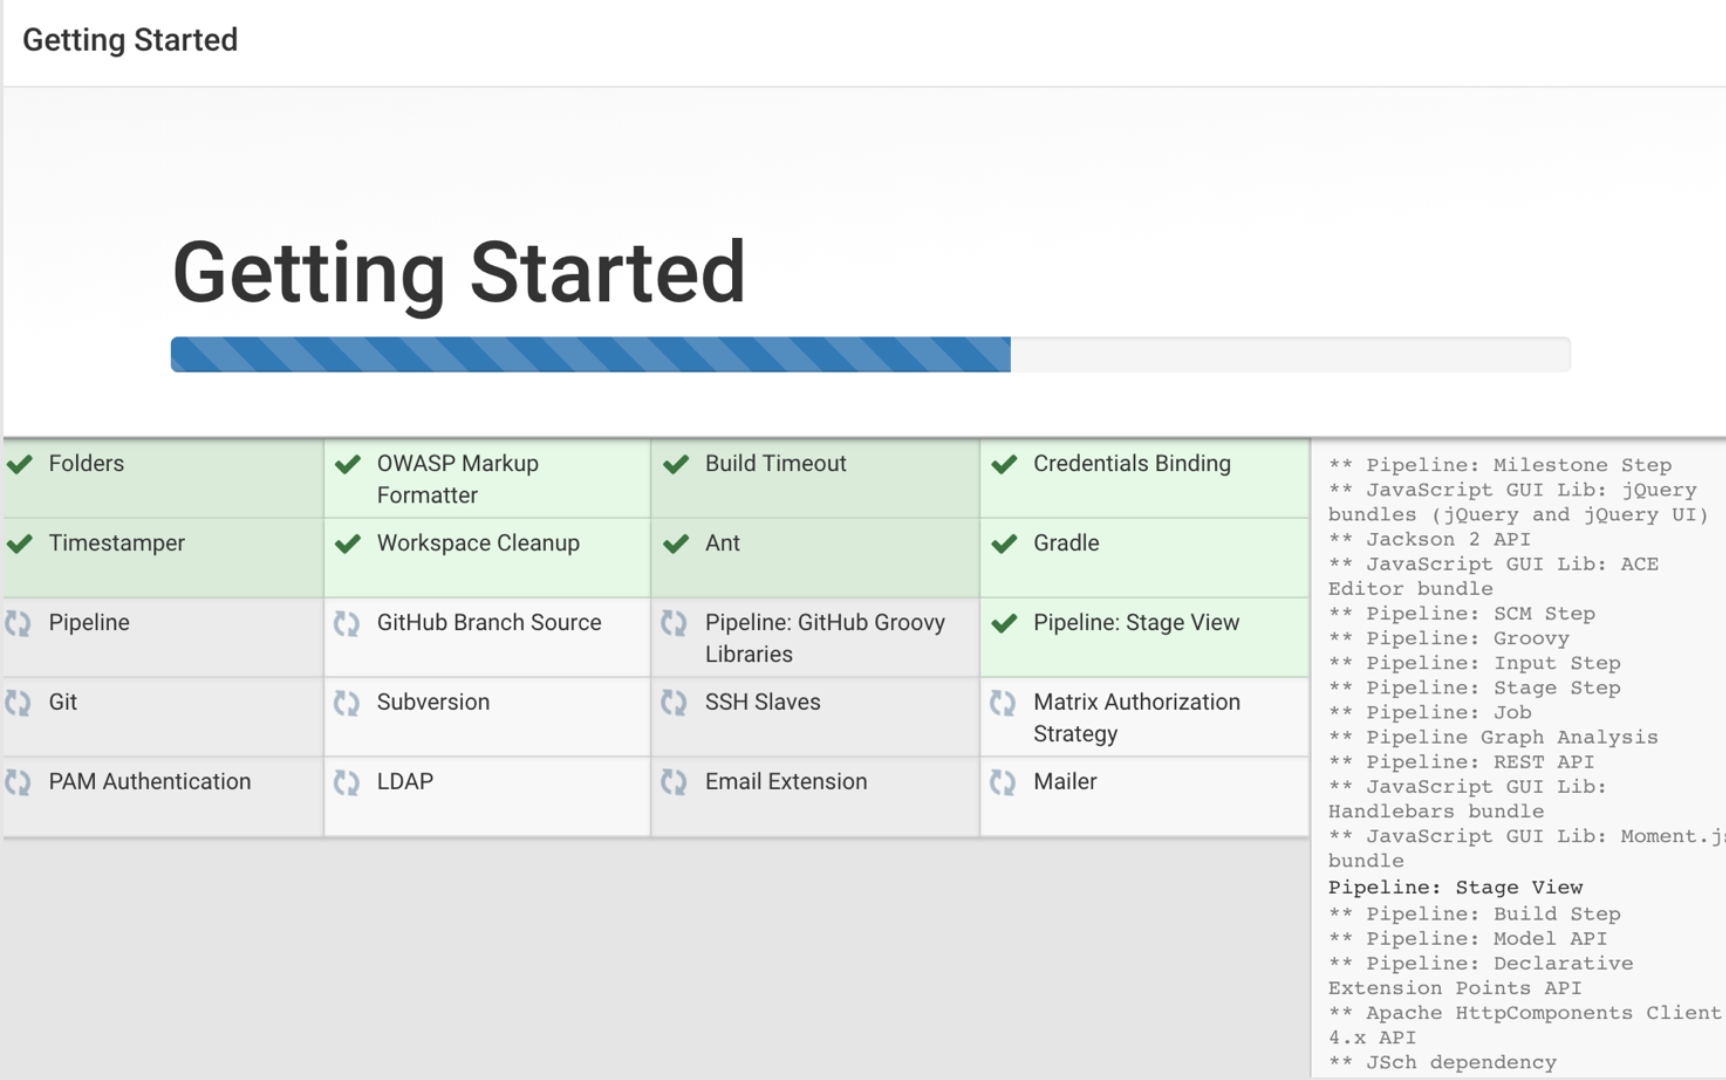 Getting Started
Getting Started
Folders
OWASP Markup
Formatter
Build Timeout
Credentials Binding
Timestamper
Workspace Cleanup
Ant
Gradle
Pipeline
GitHub Branch Source
Pipeline: GitHub Groovy
Libraries
Pipeline: Stage View
Git
Subversion
SSH Slaves
Matrix Authorization
Strategy
PAM Authentication
LDAP
Email Extension
Mailer
** Pipeline: Milestone Step
** JavaScript GUI Lib: jQuery
bundles (jQuery and jQuery UI)
** Jackson 2 API
** JavaScript GUI Lib: ACE
Editor bundle
** Pipeline: SCM Step
** Pipeline: Groovy
** Pipeline: Input Step
** Pipeline: Stage Step
** Pipeline: Job
** Pipeline Graph Analysis
** Pipeline: REST API
** JavaScript GUI Lib:
Handlebars bundle
** JavaScript GUI Lib: Moment.js
bundle
Pipeline: Stage View
** Pipeline: Build Step
** Pipeline: Model API
** Pipeline: Declarative
Extension Points API
** Apache HttpComponents Client
4.x API
** JSch dependency